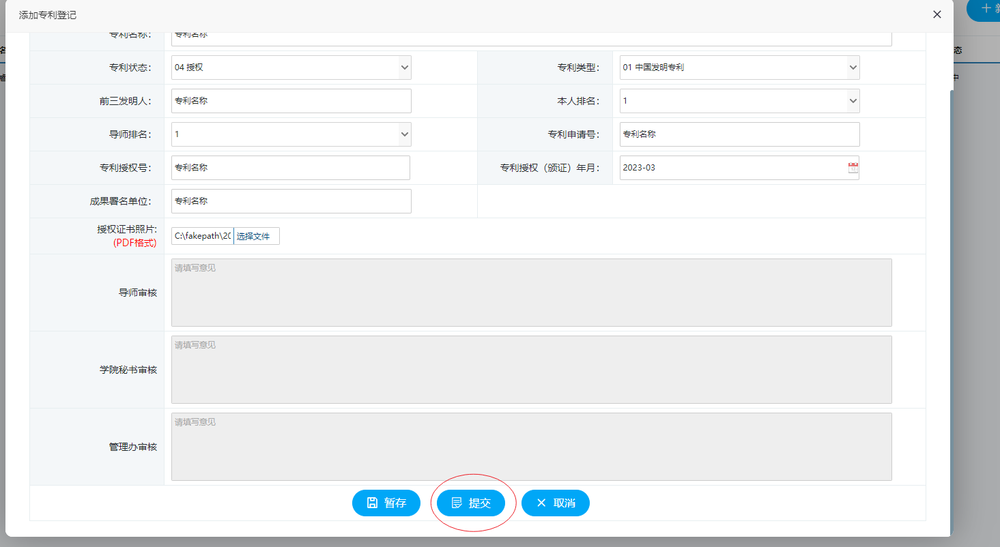 添加专利登记
专利名称： 专利名称
专利状态： 04 授权 专利类型： 01 中国发明专利
前三发明人： 专利名称 本人排名： 1
导师排名： 1 专利申请号： 专利名称
专利授权号： 专利名称 专利授权（颁证）年月： 2023-03
成果署名单位： 专利名称
授权证书照片:
(PDF格式)
C:\fakepath\20 选择文件
导师审核 请填写意见
学院秘书审核 请填写意见
管理办审核 请填写意见
暂存 提交 取消
态
中